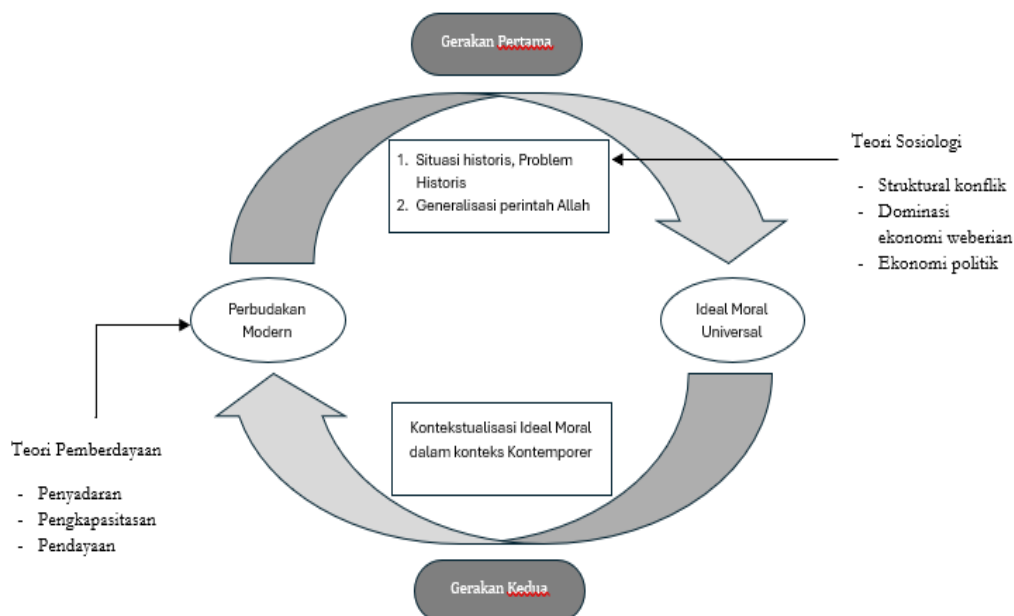 Gerakan Pertama
1. Situasi historis, Problem
Historis
2. Generalisasi perintah Allah
Teori Sosiologi
- Struktural konflik
- Dominasi
ekonomi weberian
- Ekonomi politik
Perbudakan
Modern
Ideal Moral
Universal
Kontekstualisasi Ideal Moral
dalam konteks Kontemporer
Teori Pemberdayaan
- Penyadaran
- Pengkapasitasan
- Pendayaan
Gerakan Kedua